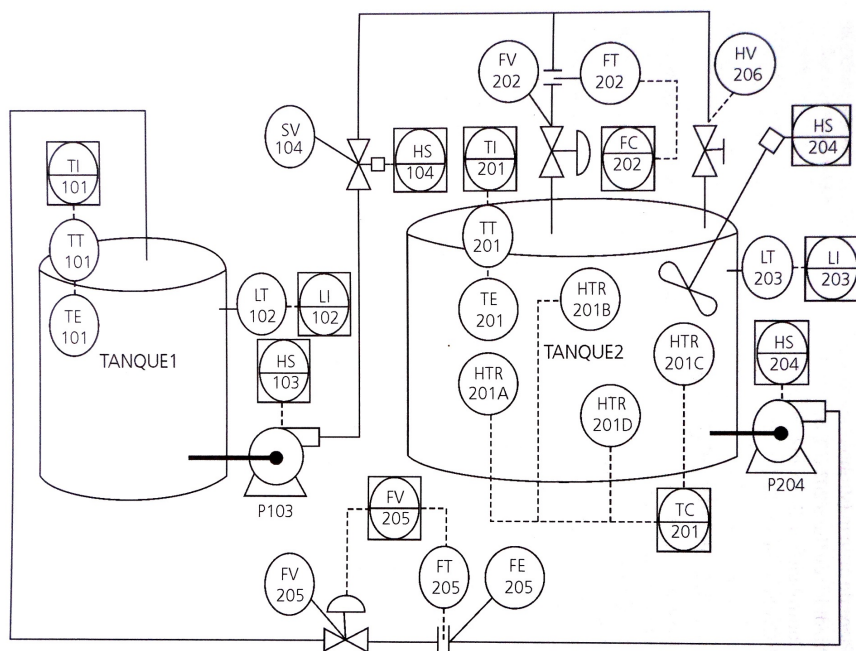 FV
202
FT
202
HV
206
SV
104
HS
104
TI
201
FC
202
HS
204
TI
101
TT
101
TE
101
TT
201
TE
201
LT
102
LI
102
HTR
201B
LT
203
LI
203
TANQUE1
TANQUE2
HS
103
HTR
201A
HTR
201C
HS
204
HTR
201D
P103
P204
FV
205
TC
201
FV
205
FT
205
FE
205